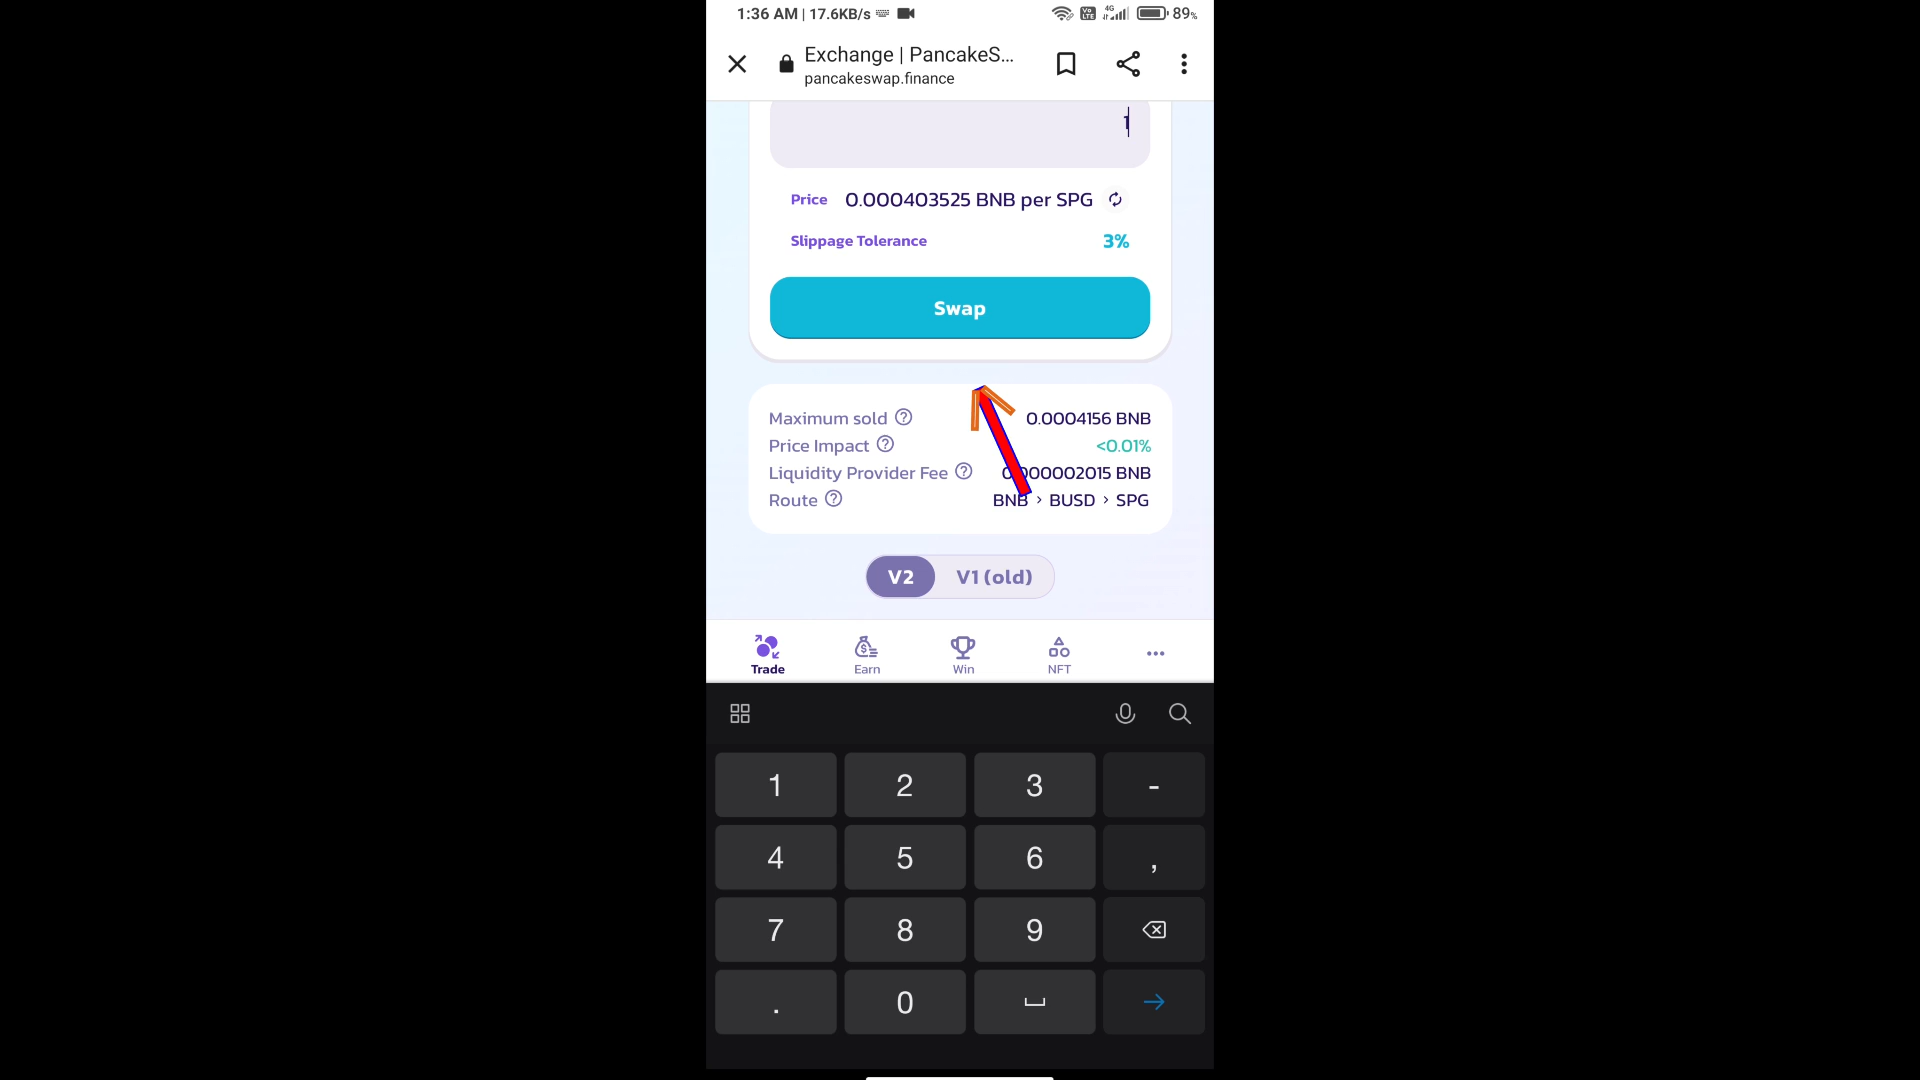 1:36 AM | 17.6KB/s
Vo LTE 4G 89%
Exchange | PancakeS...
pancakeswap.finance
1
Price 0.000403525 BNB per SPG
Slippage Tolerance 3%
Swap
Maximum sold ? 0.0004156 BNB
Price Impact ? <0.01%
Liquidity Provider Fee ? 0.000002015 BNB
Route ? BNB > BUSD > SPG
V2 V1 (old)
Trade Earn Win NFT ...
1 2 3 -
4 5 6 ,
7 8 9
. 0